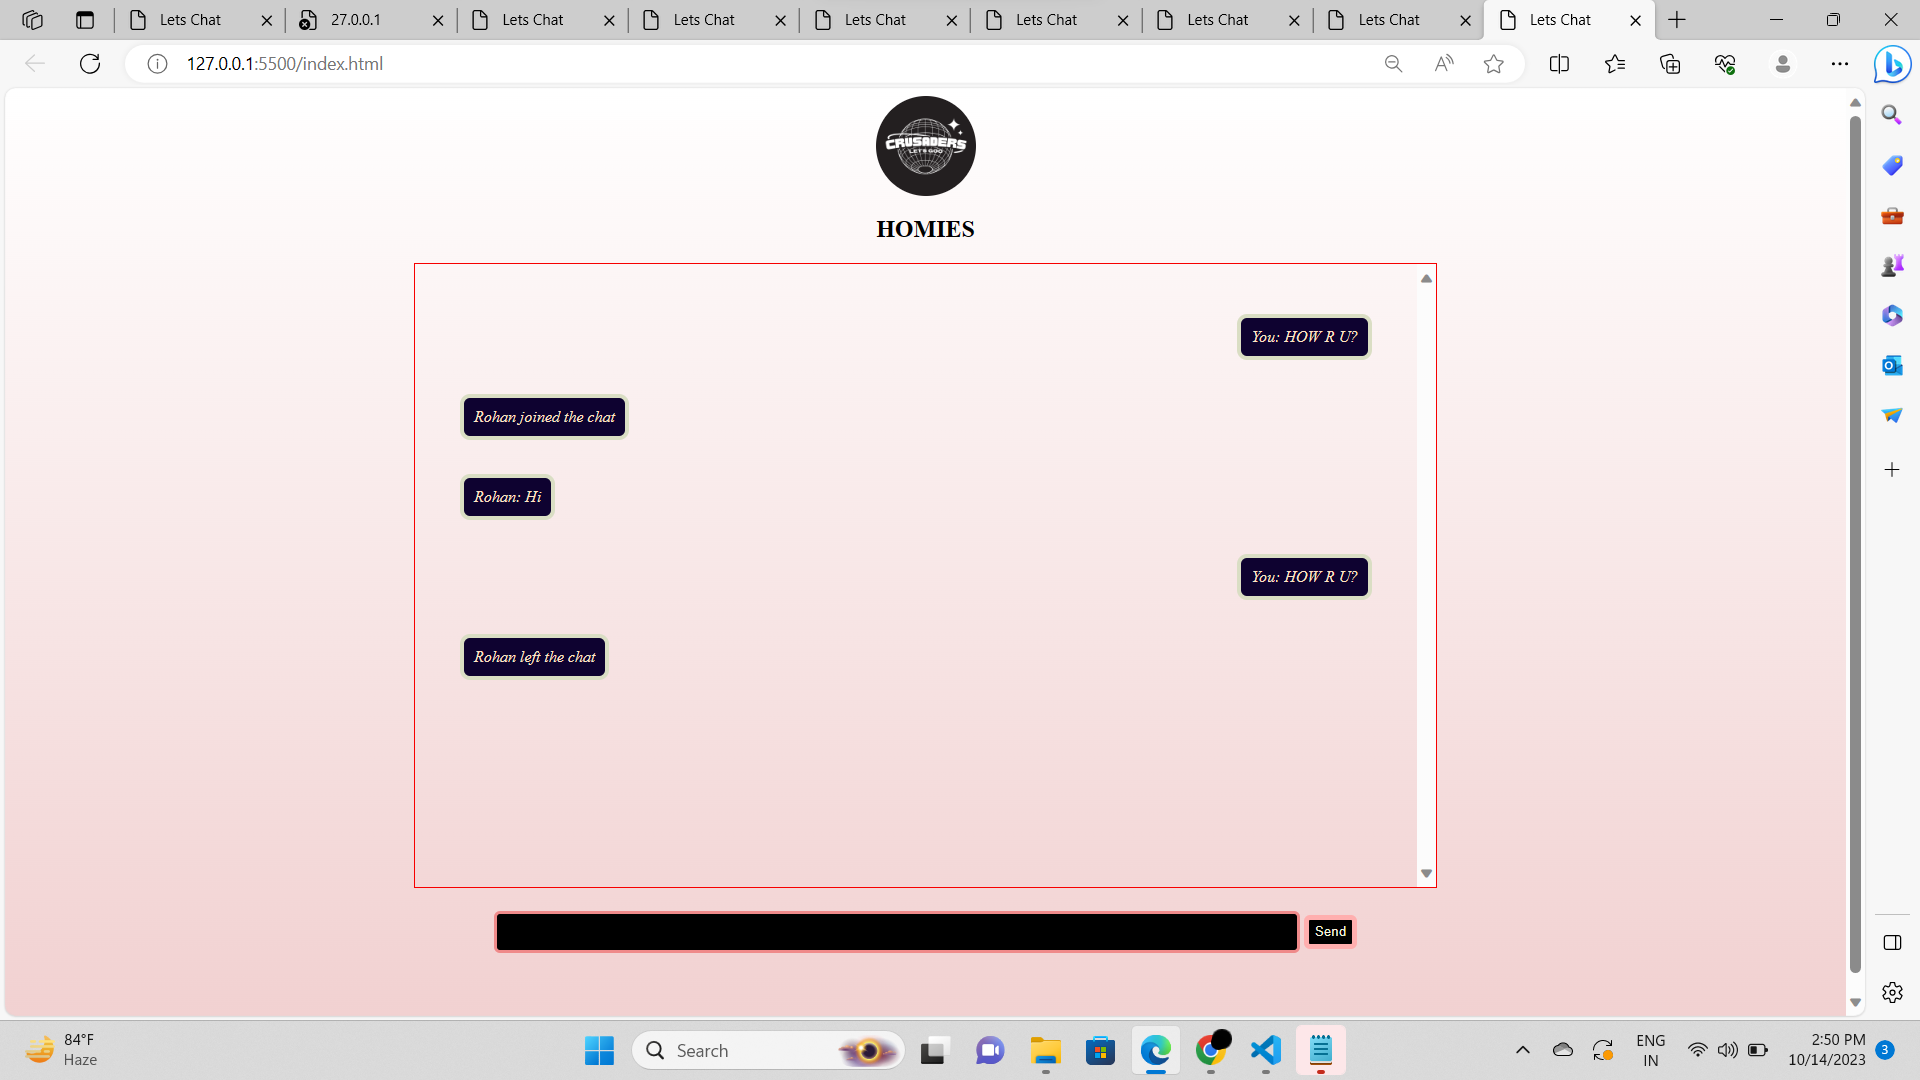 Lets Chat
27.0.0.1
Lets Chat
Lets Chat
Lets Chat
Lets Chat
Lets Chat
Lets Chat
Lets Chat
127.0.0.1:5500/index.html
CRUSADERS
LETS GOO
HOMIES
You: HOW R U?
Rohan joined the chat
Rohan: Hi
You: HOW R U?
Rohan left the chat
Send
84°F
Haze
Search
ENG
IN
2:50 PM
10/14/2023
3